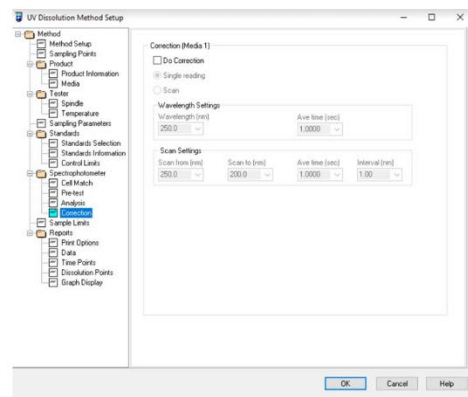 UV Dissolution Method Setup
Method
Method Setup
Sampling Points
Product
Product Information
Media
Tester
Spindle
Temperature
Sampling Parameters
Standards
Standards Selection
Standards Information
Control Limits
Spectrophotometer
Cell Match
Pre-test
Analysis
Correction
Sample Limits
Reports
Print Options
Data
Time Points
Dissolution Points
Graph Display
Correction (Media 1)
Do Correction
Single reading
Scan
Wavelength Settings
Wavelength (nm) Ave time (sec)
250.0 1.0000
Scan Settings
Scan from (nm) Scan to (nm) Ave time (sec) Interval (nm)
250.0 200.0 1.0000 1.00
OK Cancel Help